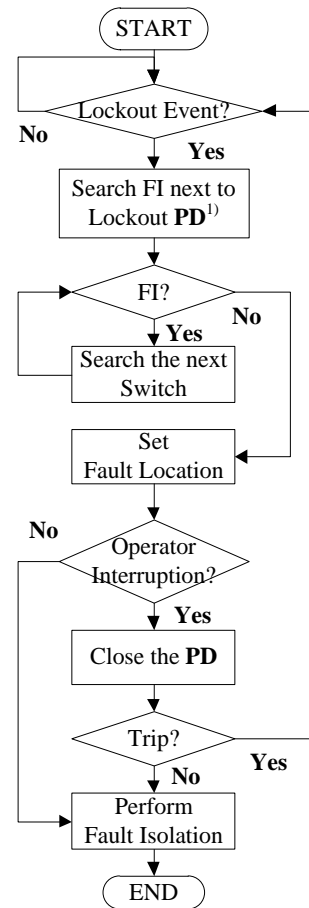 START
Lockout Event?
No
Yes
Search FI next to
Lockout PD1)
FI?
No
Yes
Search the next
Switch
Set
Fault Location
No
Operator
Interruption?
Yes
Close the PD
Trip?
Yes
No
Perform
Fault Isolation
END